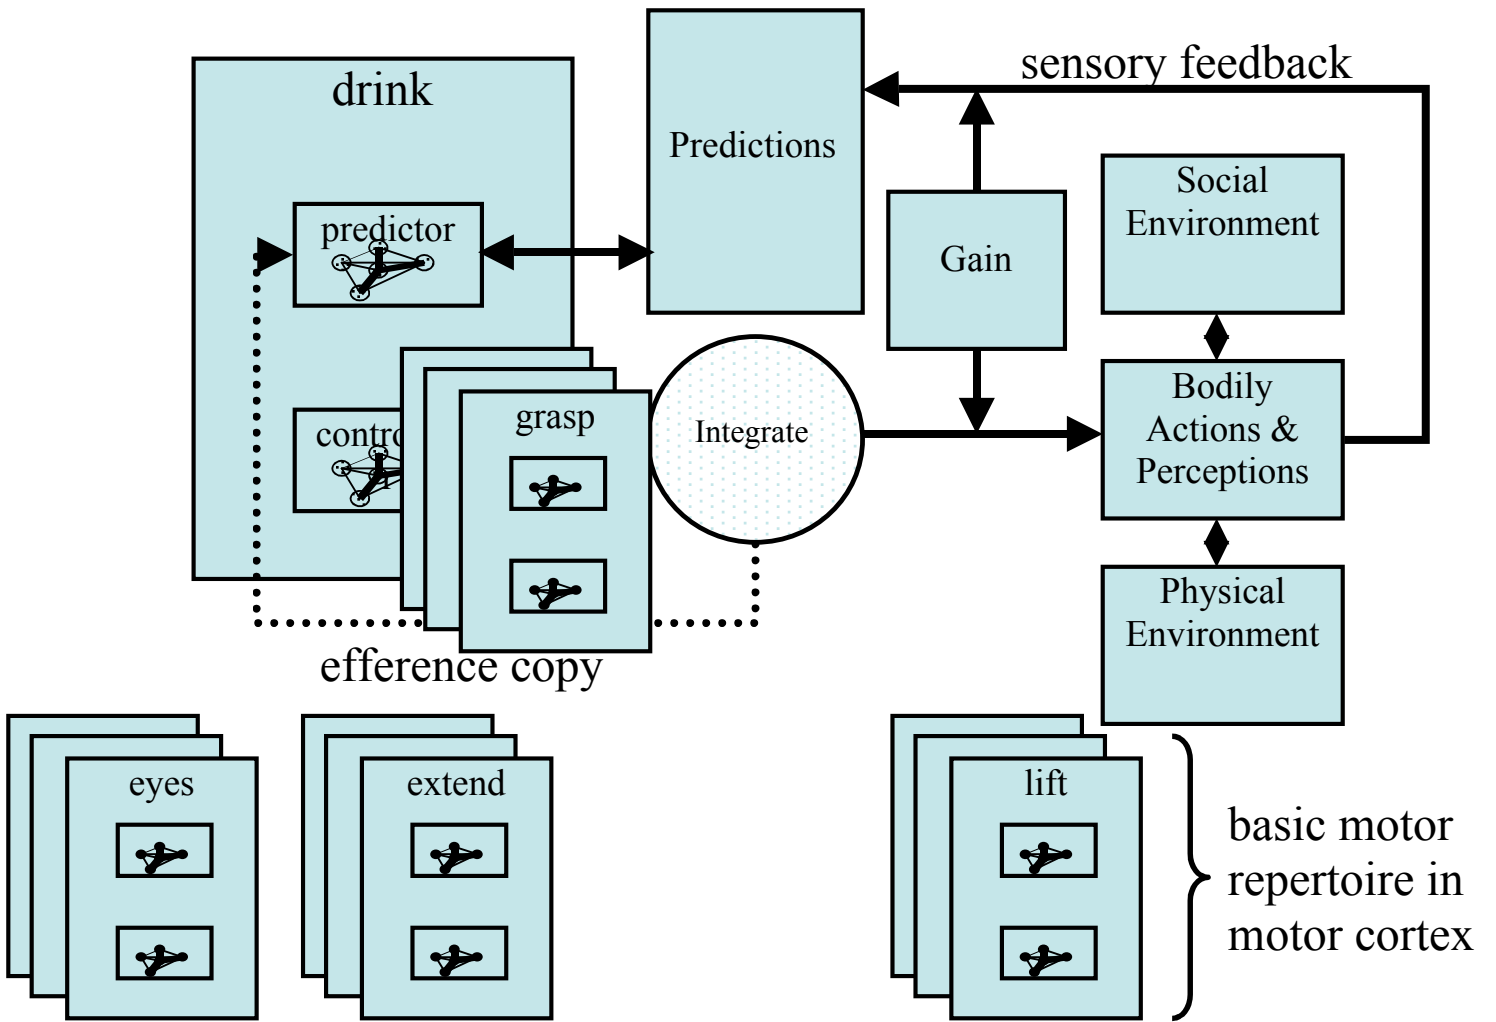 drink
predictor
contro
grasp
efference copy
Predictions
Integrate
sensory feedback
Gain
Social
Environment
Bodily
Actions &
Perceptions
Physical
Environment
eyes
extend
lift
basic motor
repertoire in
motor cortex